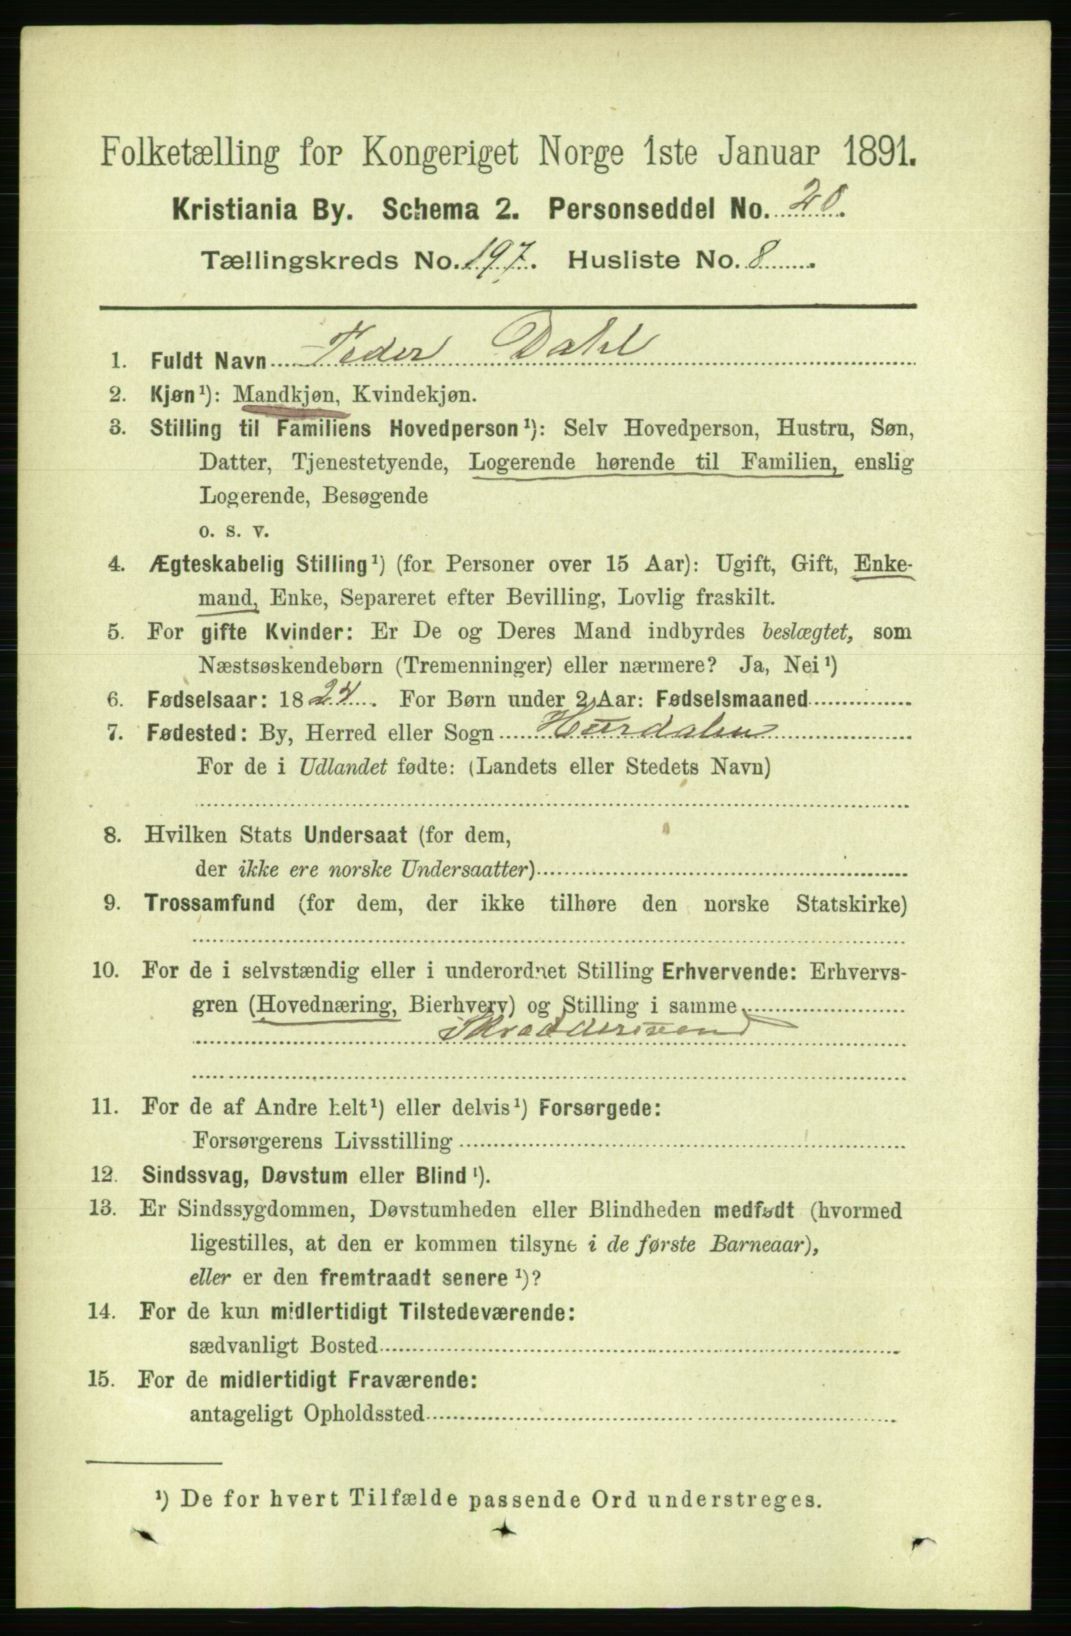 Folketælling for Kongeriget Norge 1ste Januar 1891.
Kristiania By. Schema 2. Personseddel No. 20.
Tællingskreds No. 197. Husliste No. 8.
1. Fuldt Navn Peder Dahl
2. Kjøn¹): Mandkjøn, Kvindekjøn.
3. Stilling til Familiens Hovedperson¹): Selv Hovedperson, Hustru, Søn,
Datter, Tjenestetyende, Logerende hørende til Familien, enslig
Logerende, Besøgende
o. s. v.
4. Ægteskabelig Stilling¹) (for Personer over 15 Aar): Ugift, Gift, Enke-
mand, Enke, Separeret efter Bevilling, Lovlig fraskilt.
5. For gifte Kvinder: Er De og Deres Mand indbyrdes beslægtet, som
Næstsøskendebørn (Tremenninger) eller nærmere? Ja, Nei¹)
6. Fødselsaar: 1824. For Børn under 2 Aar: Fødselsmaaned
7. Fødested: By, Herred eller Sogn Hurdalen
For de i Udlandet fødte: (Landets eller Stedets Navn)
8. Hvilken Stats Undersaat (for dem,
der ikke ere norske Undersaatter)
9. Trossamfund (for dem, der ikke tilhøre den norske Statskirke)
10. For de i selvstændig eller i underordnet Stilling Erhvervende: Erhvervs-
gren (Hovednæring, Bierhverv) og Stilling i samme
Skræddersvend
11. For de af Andre helt¹) eller delvis¹) Forsørgede:
Forsørgerens Livsstilling
12. Sindssvag, Døvstum eller Blind¹).
13. Er Sindssygdommen, Døvstumheden eller Blindheden medfødt (hvormed
ligestilles, at den er kommen tilsyne i de første Barneaar),
eller er den fremtraadt senere¹)?
14. For de kun midlertidigt Tilstedeværende:
sædvanligt Bosted
15. For de midlertidigt Fraværende:
antageligt Opholdssted
¹) De for hvert Tilfælde passende Ord understreges.